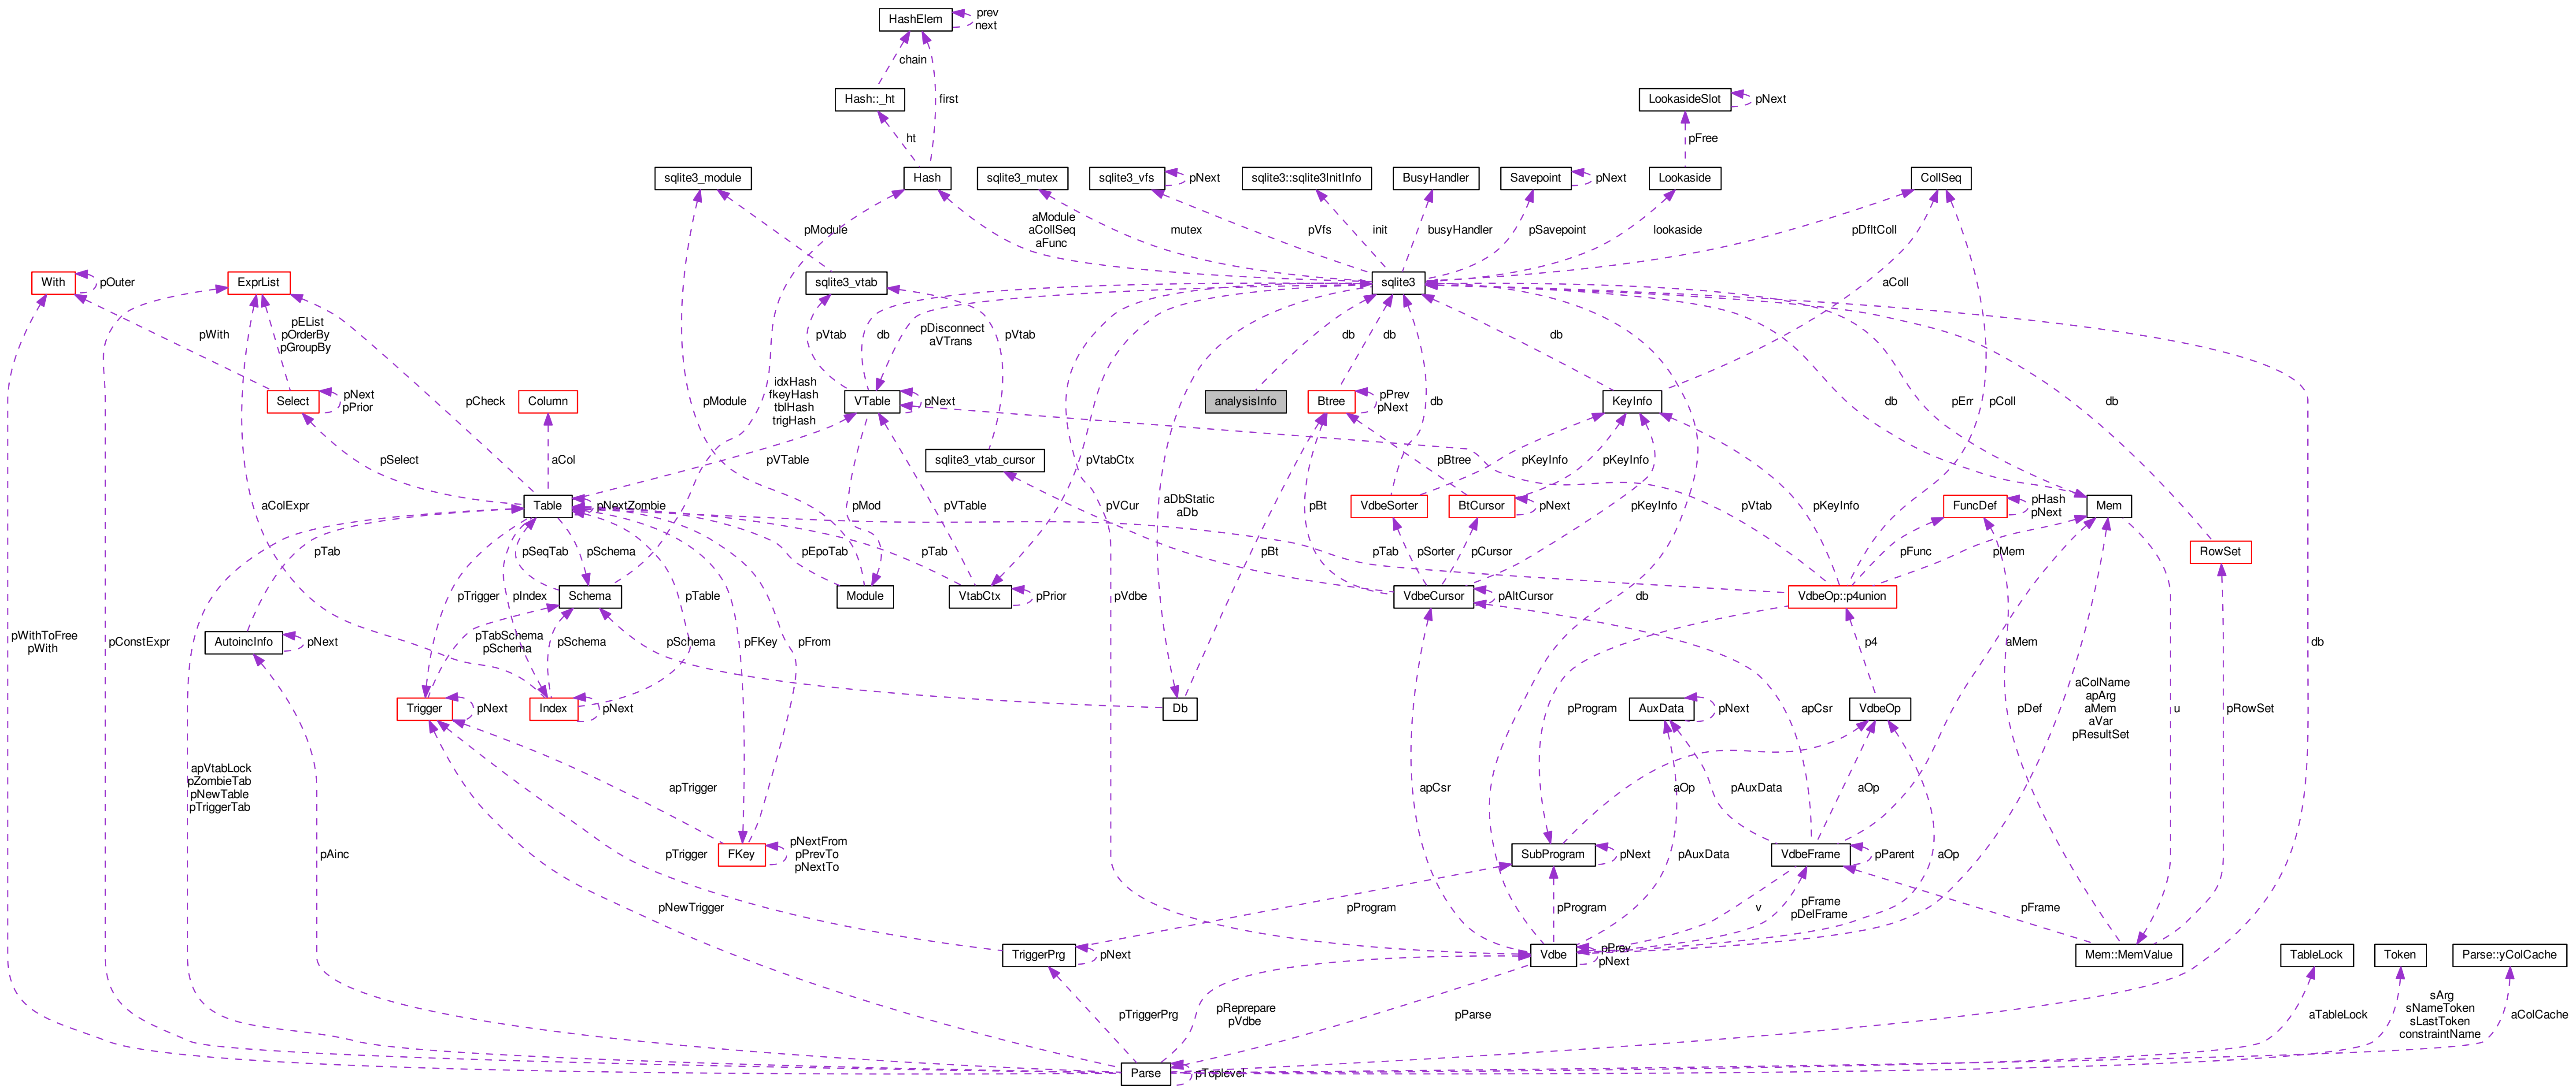 HashElem
prev
next
chain
Hash::_ht
first
LookasideSlot
pNext
ht
pFree
sqlite3_module
Hash
sqlite3_mutex
sqlite3_vfs
pNext
sqlite3::sqlite3InitInfo
BusyHandler
Savepoint
pNext
Lookaside
CollSeq
pModule
aModule
aCollSeq
aFunc
mutex
pVfs
init
busyHandler
pSavepoint
lookaside
pDfltColl
With
pOuter
ExprList
sqlite3_vtab
sqlite3
aColl
pWith
pEList
pOrderBy
pGroupBy
pVtab
db
pDisconnect
aVTrans
pVtab
db
db
db
Select
pNext
pPrior
pCheck
Column
pModule
idxHash
fkeyHash
tblHash
trigHash
VTable
pNext
analysisInfo
Btree
pPrev
pNext
db
KeyInfo
db
pErr
pColl
db
pSelect
aCol
pVTable
sqlite3_vtab_cursor
pVtabCtx
pBtree
pKeyInfo
pKeyInfo
aColExpr
Table
pNextZombie
pMod
pVTable
pVCur
aDbStatic
aDb
pBt
VdbeSorter
BtCursor
pNext
pKeyInfo
pVtab
pKeyInfo
FuncDef
pHash
pNext
Mem
pTab
pSeqTab
pSchema
pEpoTab
pTab
pBt
pSorter
pCursor
pTab
pFunc
pMem
RowSet
pTrigger
pIndex
Schema
pTable
Module
VtabCtx
pPrior
pVdbe
db
VdbeCursor
pAltCursor
VdbeOp::p4union
pWithToFree
pWith
pConstExpr
AutoincInfo
pNext
pTabSchema
pSchema
pSchema
pFKey
pFrom
pSchema
p4
aMem
db
Trigger
pNext
Index
pNext
Db
pProgram
AuxData
pNext
apCsr
VdbeOp
aColName
apArg
aMem
aVar
pResultSet
pDef
u
pRowSet
apVtabLock
pZombieTab
pNewTable
pTriggerTab
apTrigger
apCsr
aOp
pAuxData
aOp
pAinc
pTrigger
FKey
pNextFrom
pPrevTo
pNextTo
SubProgram
pNext
pAuxData
VdbeFrame
pParent
aOp
pNewTrigger
pProgram
pProgram
v
pFrame
pDelFrame
pFrame
TriggerPrg
pNext
Vdbe
pPrev
pNext
Mem::MemValue
TableLock
Token
Parse::yColCache
pTriggerPrg
pReprepare
pVdbe
pParse
aTableLock
sArg
sNameToken
sLastToken
constraintName
aColCache
Parse
pToplevel